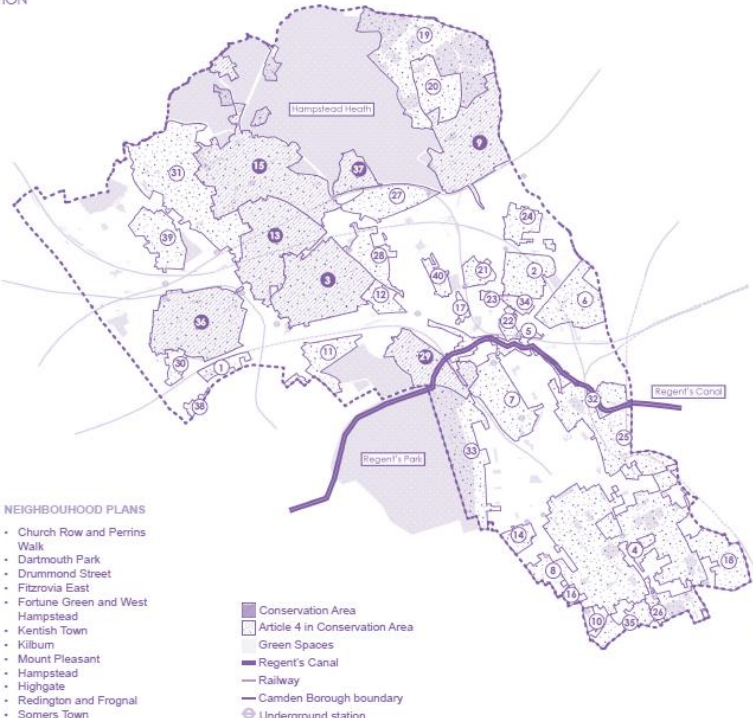 ION
19
20
Hampstead Heath
9
15
37
31
27
24
39
13
28
2
21
40
3
6
12
23
34
17
36
22
5
29
11
30
1
7
32
Regent's Canal
38
25
33
Regent's Park
NEIGHBOUHOOD PLANS
• Church Row and Perrins
Walk
• Dartmouth Park
• Drummond Street
• Fitzrovia East
• Fortune Green and West
Hampstead
• Kentish Town
• Kilburn
• Mount Pleasant
• Hampstead
• Highgate
• Redington and Frognal
• Somers Town
14
4
18
8
16
26
10
35
Conservation Area
Article 4 in Conservation Area
Green Spaces
Regent's Canal
Railway
Camden Borough boundary
Underground station